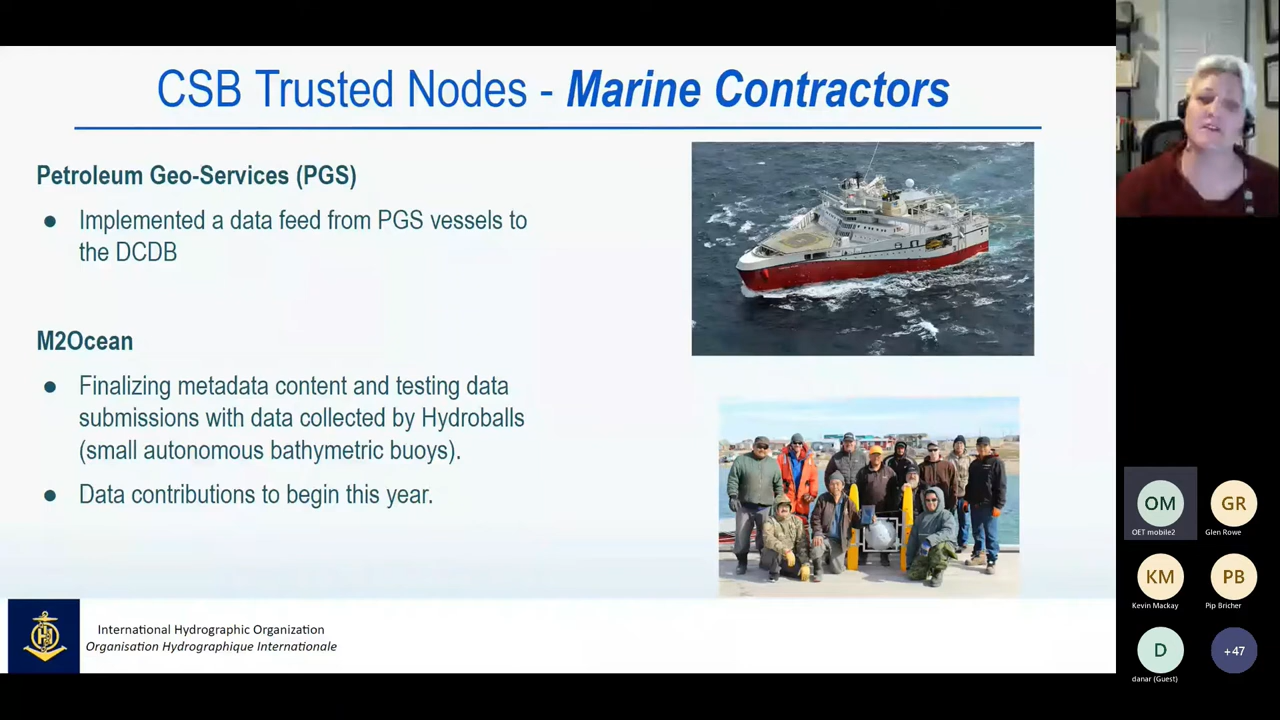 CSB Trusted Nodes - Marine Contractors
Petroleum Geo-Services (PGS)
● Implemented a data feed from PGS vessels to
the DCDB
M2Ocean
● Finalizing metadata content and testing data
submissions with data collected by Hydroballs
(small autonomous bathymetric buoys).
● Data contributions to begin this year.
International Hydrographic Organization
Organisation Hydrographique Internationale
OM
OET mobile2
GR
Glen Rowe
KM
Kevin Mackay
PB
Pip Bricher
D
danar (Guest)
+47